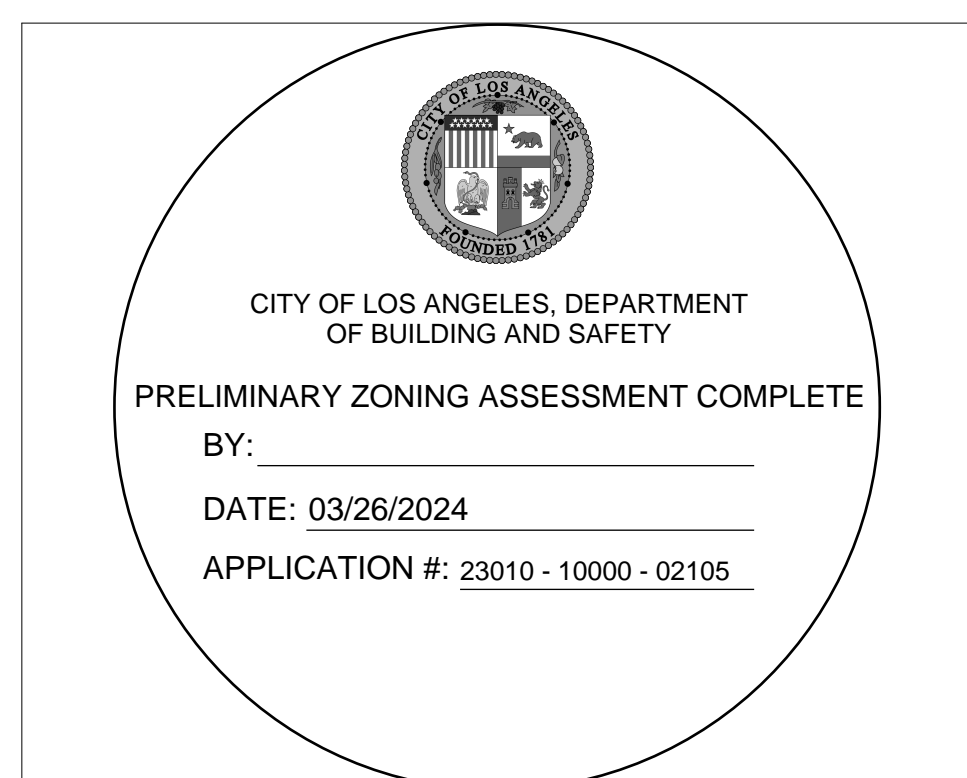 CITY OF LOS ANGELES
FOUNDED 1781
CITY OF LOS ANGELES, DEPARTMENT
OF BUILDING AND SAFETY
PRELIMINARY ZONING ASSESSMENT COMPLETE
BY:
DATE: 03/26/2024
APPLICATION #: 23010 - 10000 - 02105